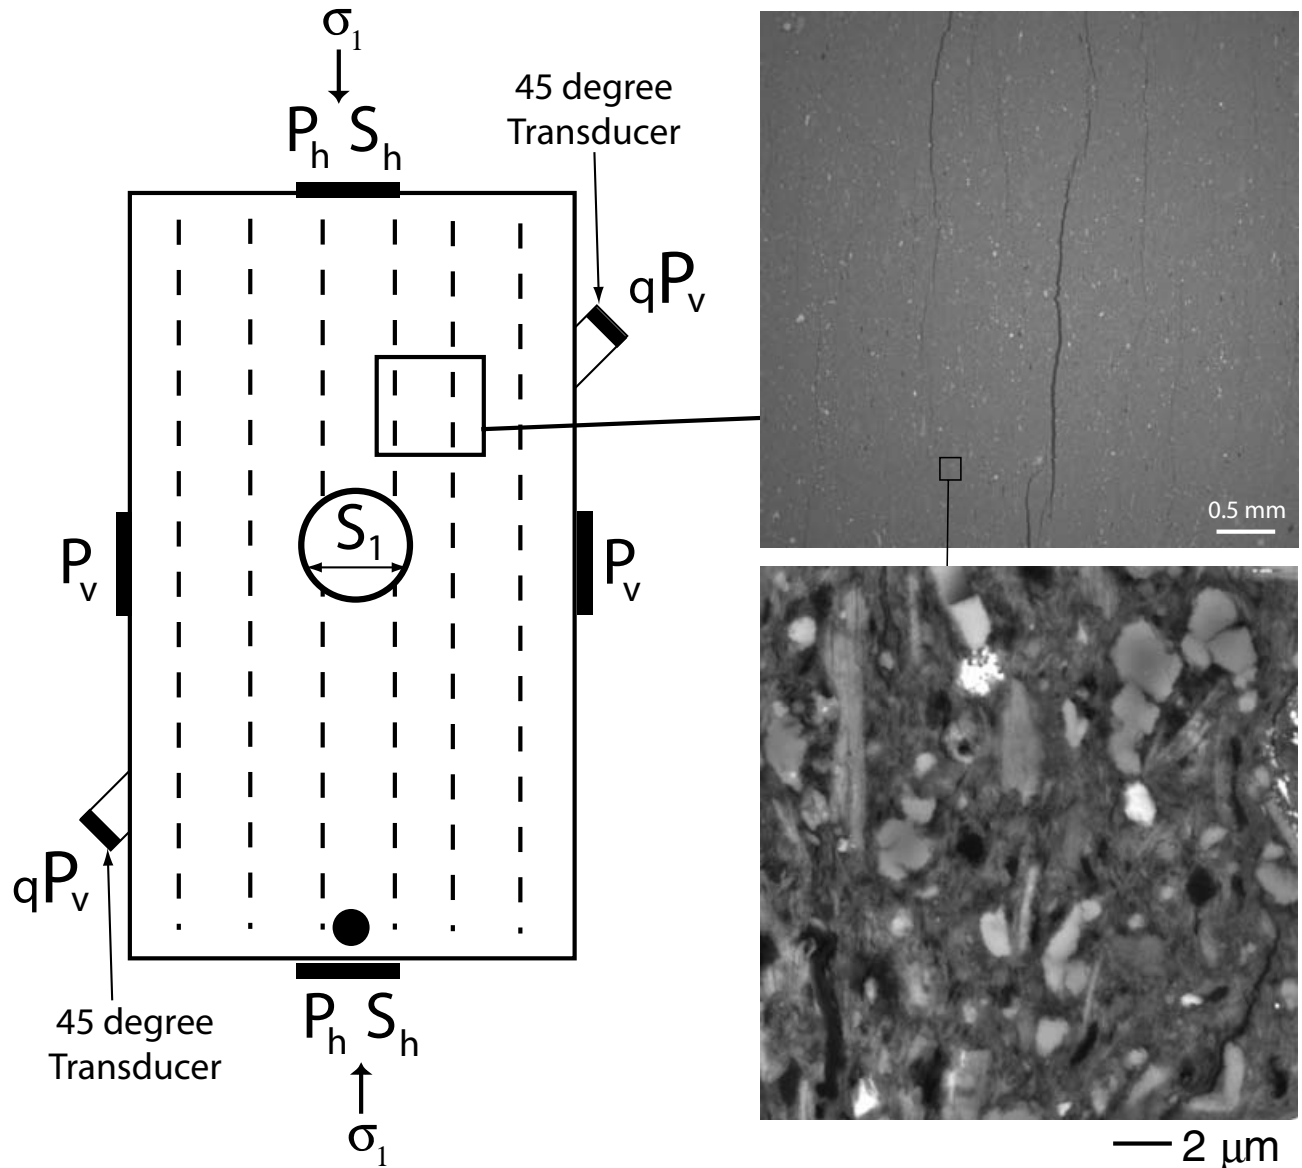 σ1
Ph Sh
45 degree
Transducer
qPv
S1
Pv
Pv
qPv
45 degree
Transducer
Ph Sh
σ1
0.5 mm
2 μm